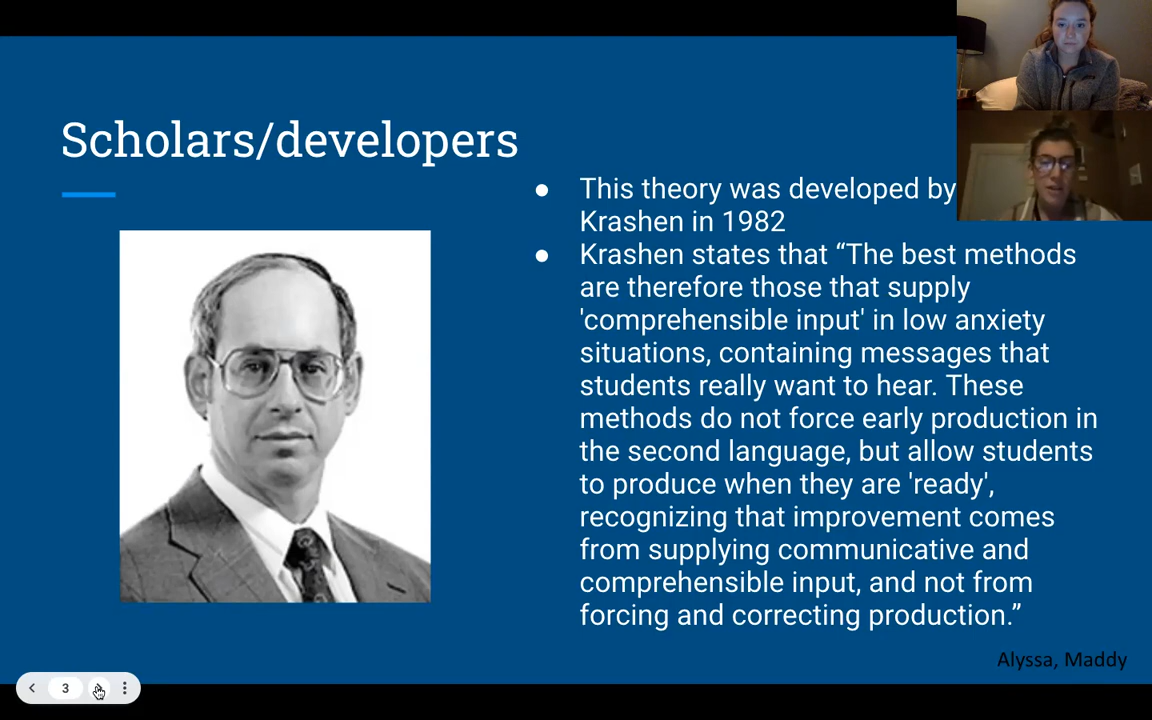 Scholars/developers
● This theory was developed by
Krashen in 1982
● Krashen states that “The best methods
are therefore those that supply
'comprehensible input' in low anxiety
situations, containing messages that
students really want to hear. These
methods do not force early production in
the second language, but allow students
to produce when they are 'ready',
recognizing that improvement comes
from supplying communicative and
comprehensible input, and not from
forcing and correcting production.”
Alyssa, Maddy
3